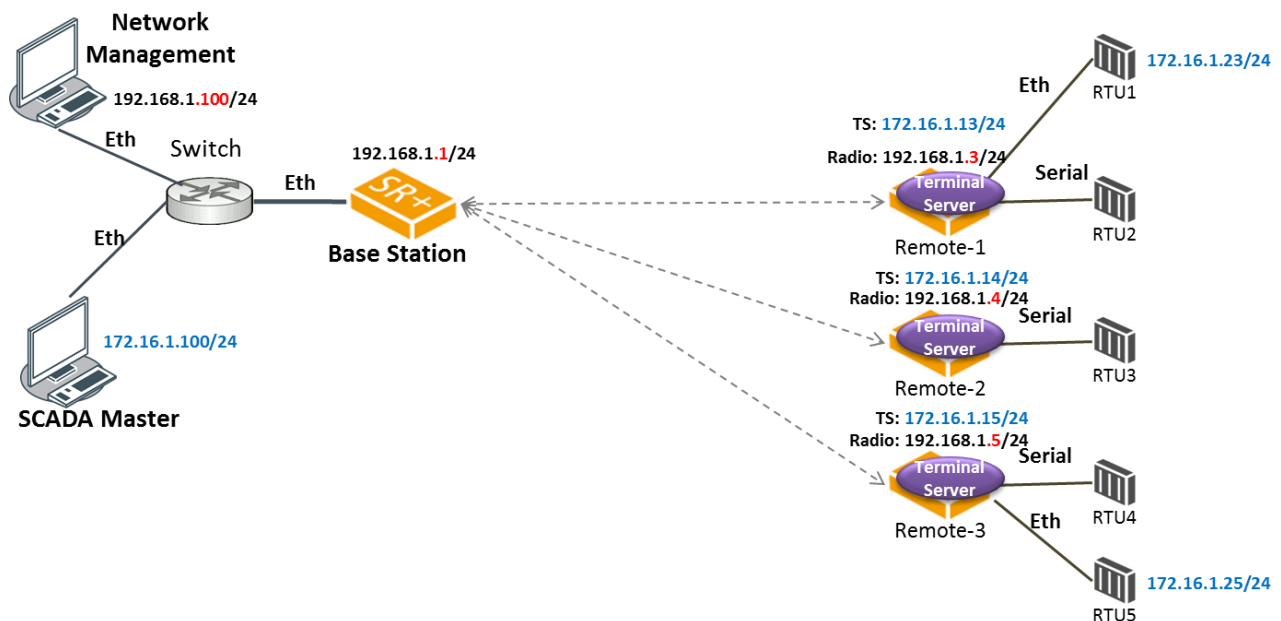 Network
Management
192.168.1.100/24
Eth
Switch
Eth
192.168.1.1/24
SR+
Base Station
Eth
172.16.1.100/24
SCADA Master
TS: 172.16.1.13/24
Radio: 192.168.1.3/24
Terminal
Server
Remote-1
Eth
RTU1
172.16.1.23/24
Serial
RTU2
TS: 172.16.1.14/24
Radio: 192.168.1.4/24
Terminal
Server
Remote-2
Serial
RTU3
TS: 172.16.1.15/24
Radio: 192.168.1.5/24
Terminal
Server
Remote-3
Serial
RTU4
Eth
RTU5
172.16.1.25/24